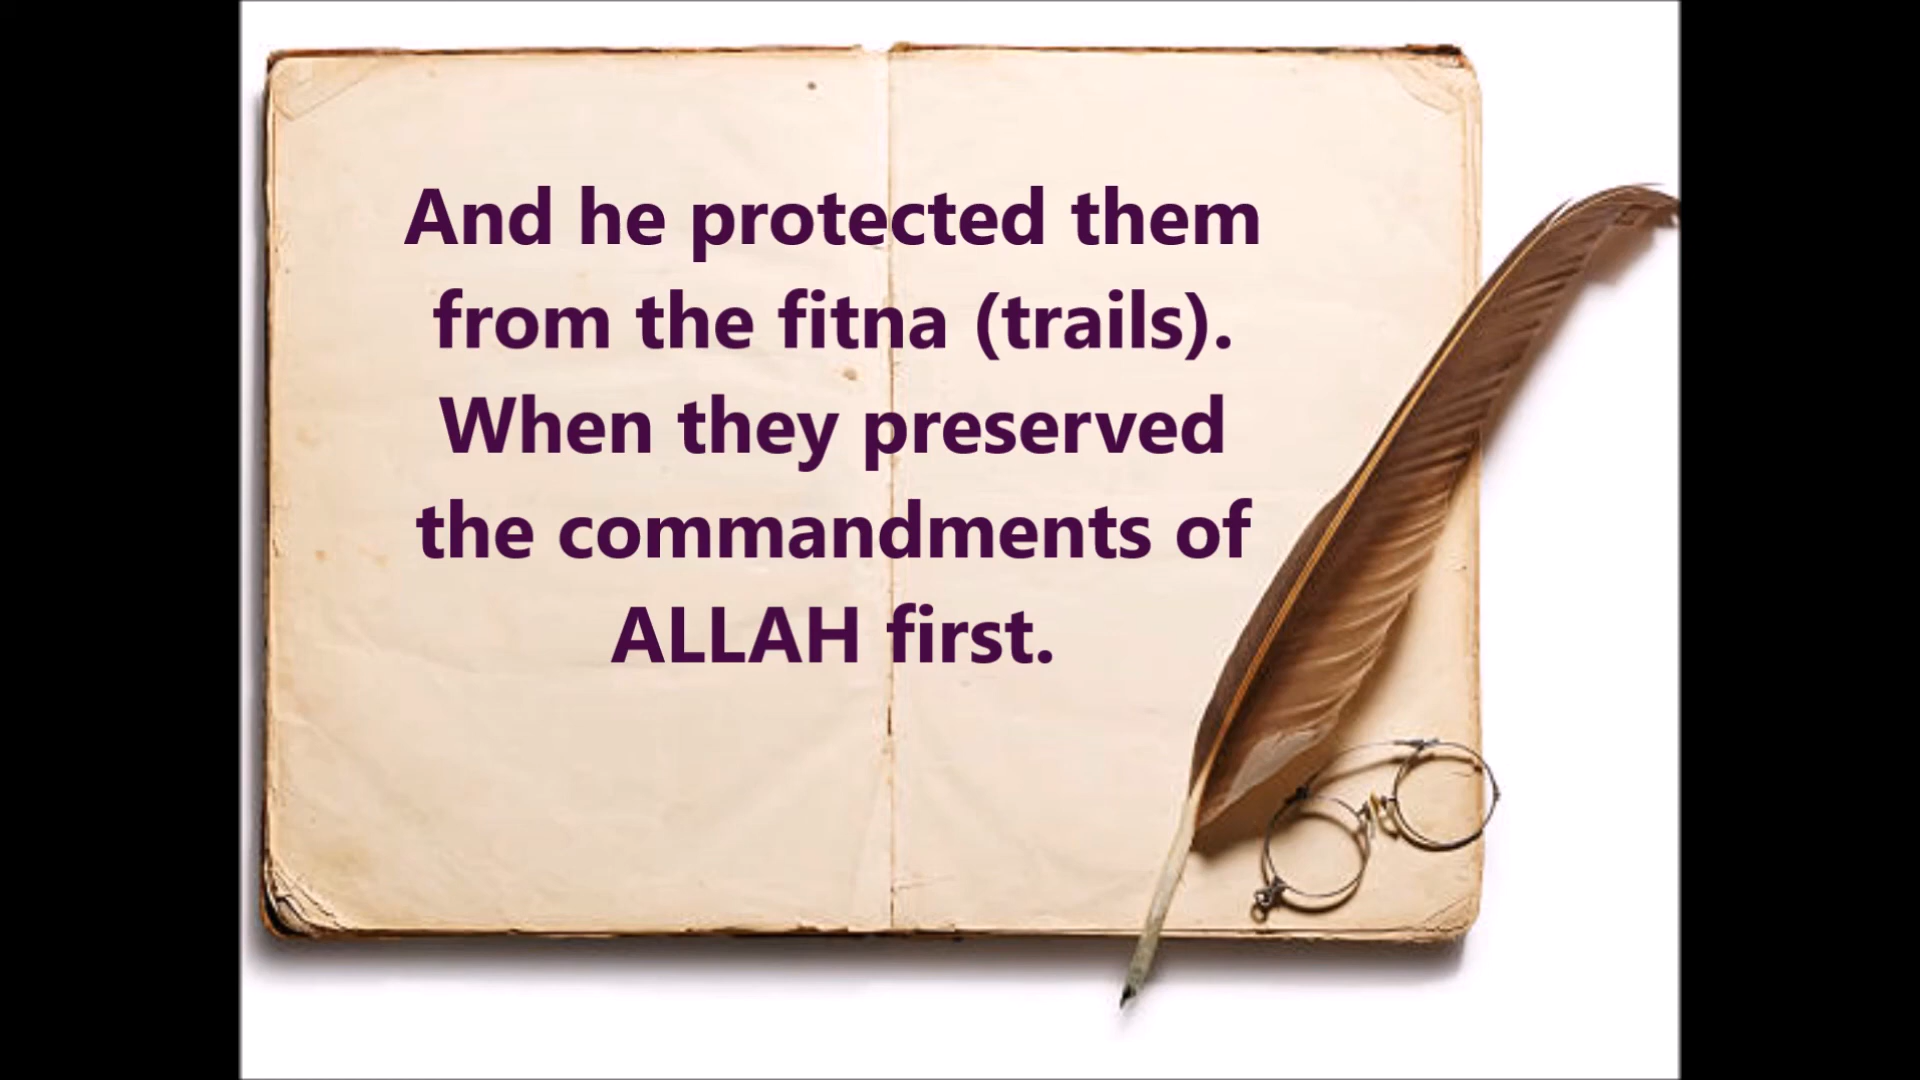 And he protected them
from the fitna (trails).
When they preserved
the commandments of
ALLAH first.